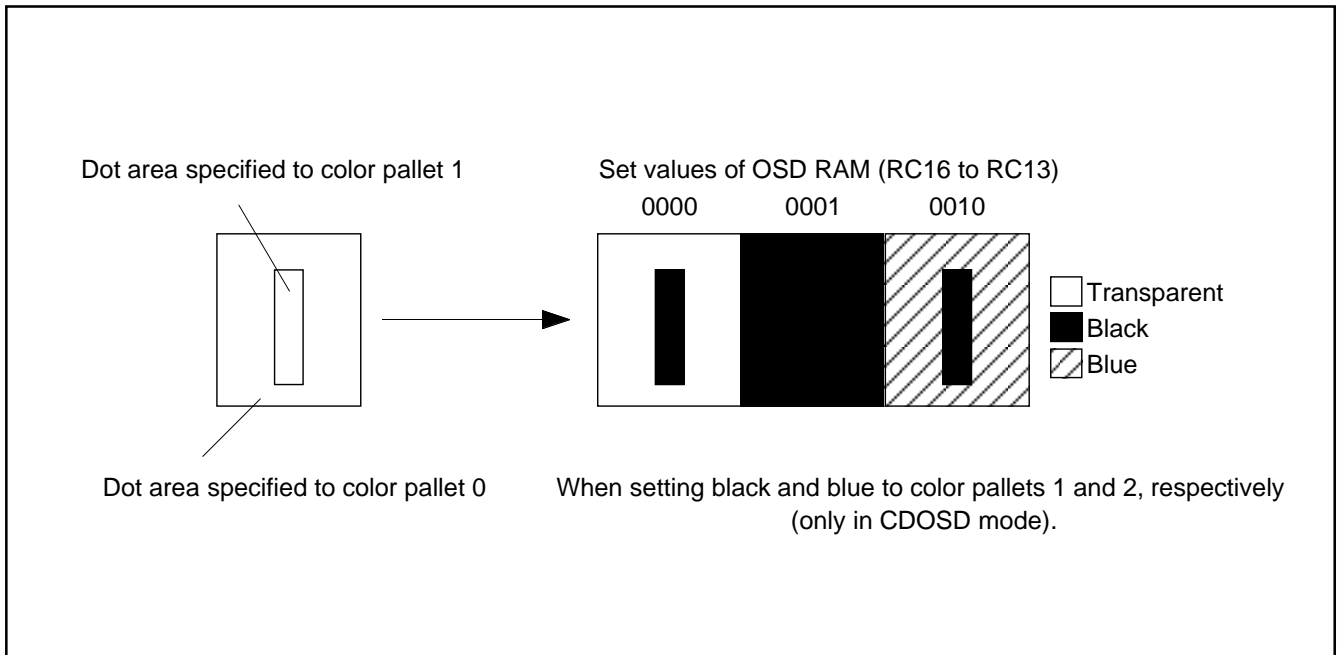 Dot area specified to color pallet 1
Set values of OSD RAM (RC16 to RC13)
0000 0001 0010
Transparent
Black
Blue
Dot area specified to color pallet 0
When setting black and blue to color pallets 1 and 2, respectively
(only in CDOSD mode).